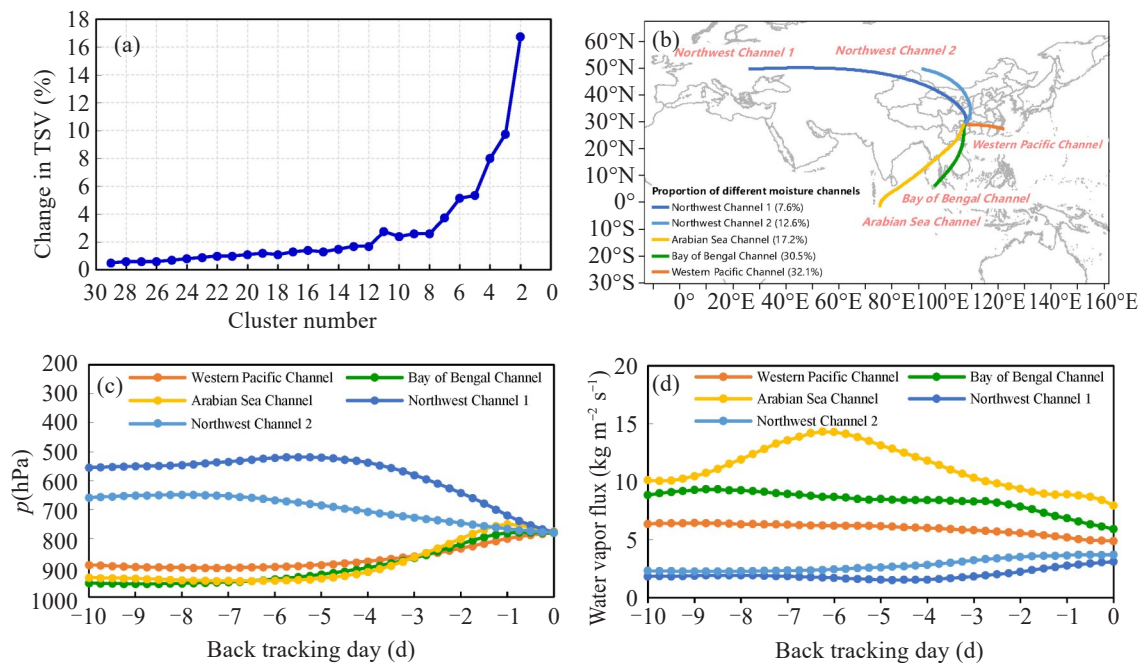 (a)
Change in TSV (%)
18
16
14
12
10
8
6
4
2
0
30 28 26 24 22 20 18 16 14 12 10 8 6 4 2 0
Cluster number
(b)
60°N
50°N
40°N
30°N
20°N
10°N
0°
10°S
20°S
30°S
Northwest Channel 1
Northwest Channel 2
Western Pacific Channel
Bay of Bengal Channel
Arabian Sea Channel
Proportion of different moisture channels
Northwest Channel 1 (7.6%)
Northwest Channel 2 (12.6%)
Arabian Sea Channel (17.2%)
Bay of Bengal Channel (30.5%)
Western Pacific Channel (32.1%)
0° 20°E 40°E 60°E 80°E 100°E 120°E 140°E 160°E
(c)
p(hPa)
200
300
400
500
600
700
800
900
1000
Western Pacific Channel
Bay of Bengal Channel
Arabian Sea Channel
Northwest Channel 1
Northwest Channel 2
−10 −9 −8 −7 −6 −5 −4 −3 −2 −1 0
Back tracking day (d)
(d)
Water vapor flux (kg m−2 s−1)
20
15
10
5
0
Western Pacific Channel
Bay of Bengal Channel
Arabian Sea Channel
Northwest Channel 1
Northwest Channel 2
−10 −9 −8 −7 −6 −5 −4 −3 −2 −1 0
Back tracking day (d)